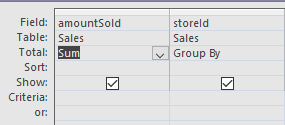 Field: amountSold storeId
Table: Sales Sales
Total: Sum Group By
Sort:
Show:
Criteria:
or: